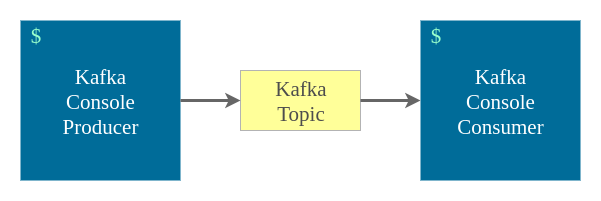 $
Kafka
Console
Producer
Kafka
Topic
$
Kafka
Console
Consumer